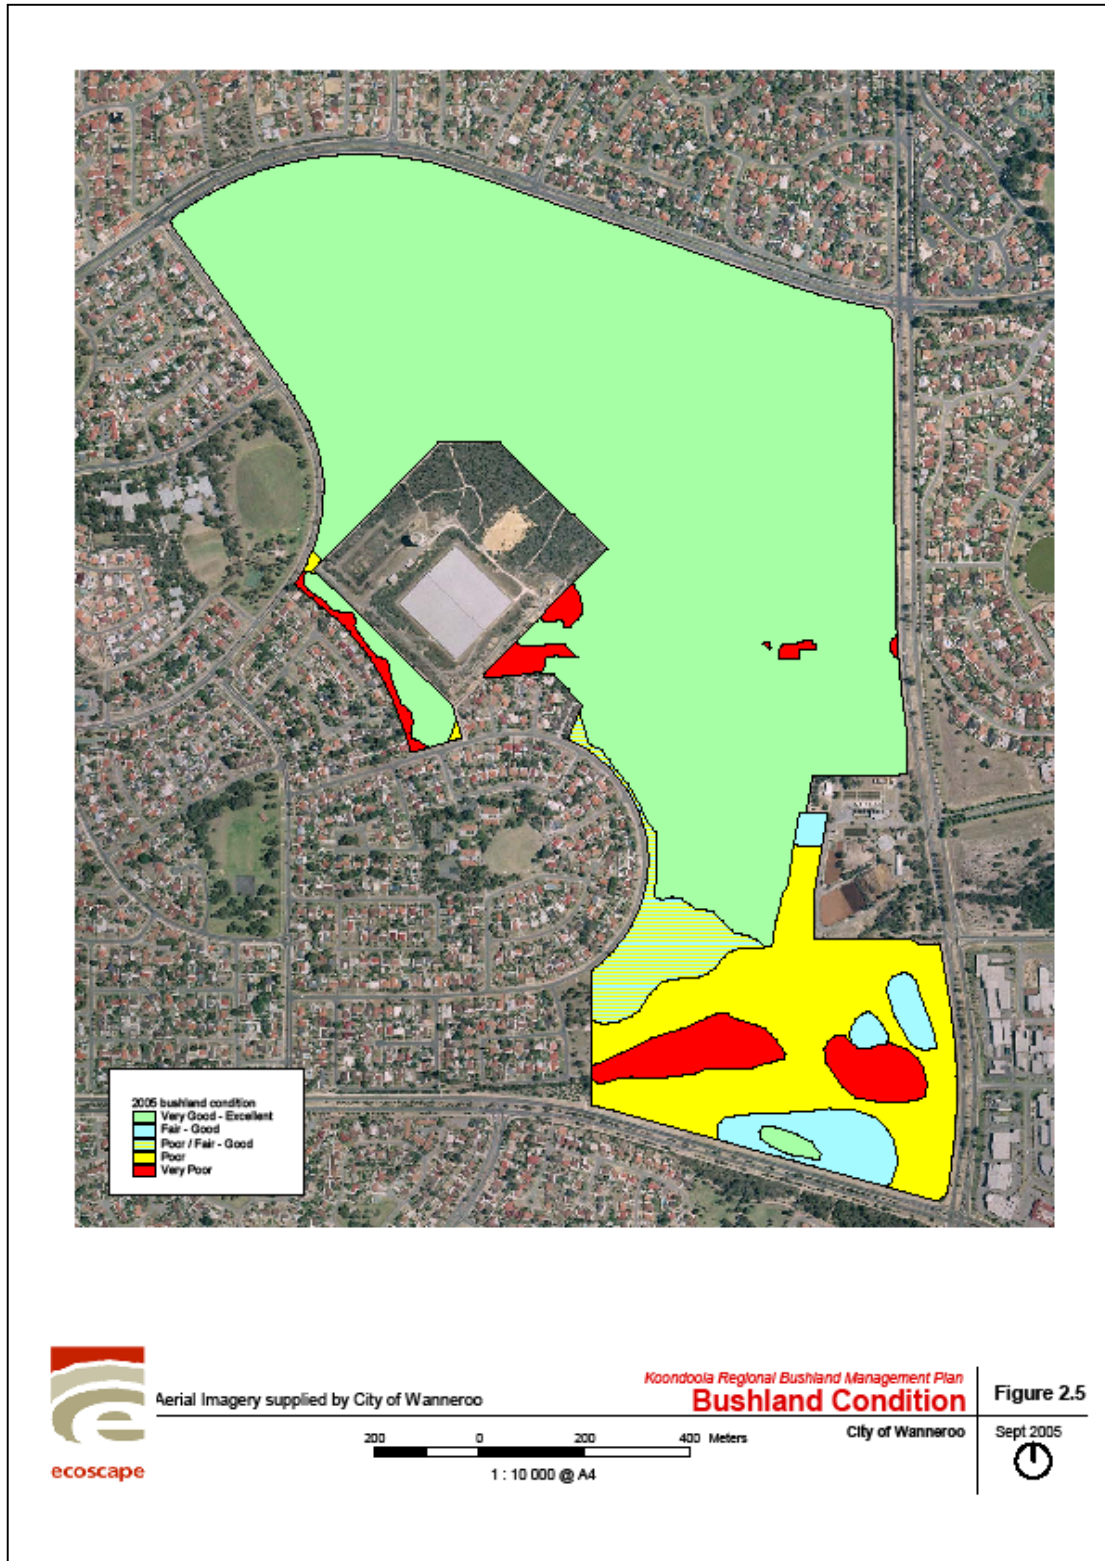 2005 bushland condition
Very Good - Excellent
Fair - Good
Poor / Fair - Good
Poor
Very Poor
ecoscape
Aerial Imagery supplied by City of Wanneroo
Koondoola Regional Bushland Management Plan
Bushland Condition
City of Wanneroo
Figure 2.5
Sept 2005
200 0 200 400 Meters
1 : 10 000 @ A4